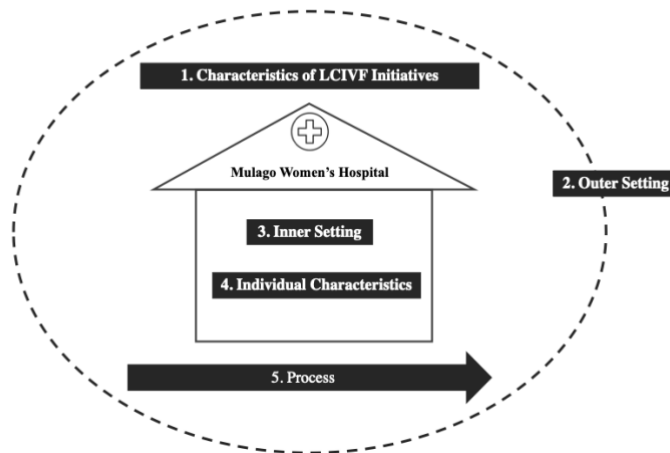 1. Characteristics of LCIVF Initiatives
Mulago Women's Hospital
2. Outer Setting
3. Inner Setting
4. Individual Characteristics
5. Process